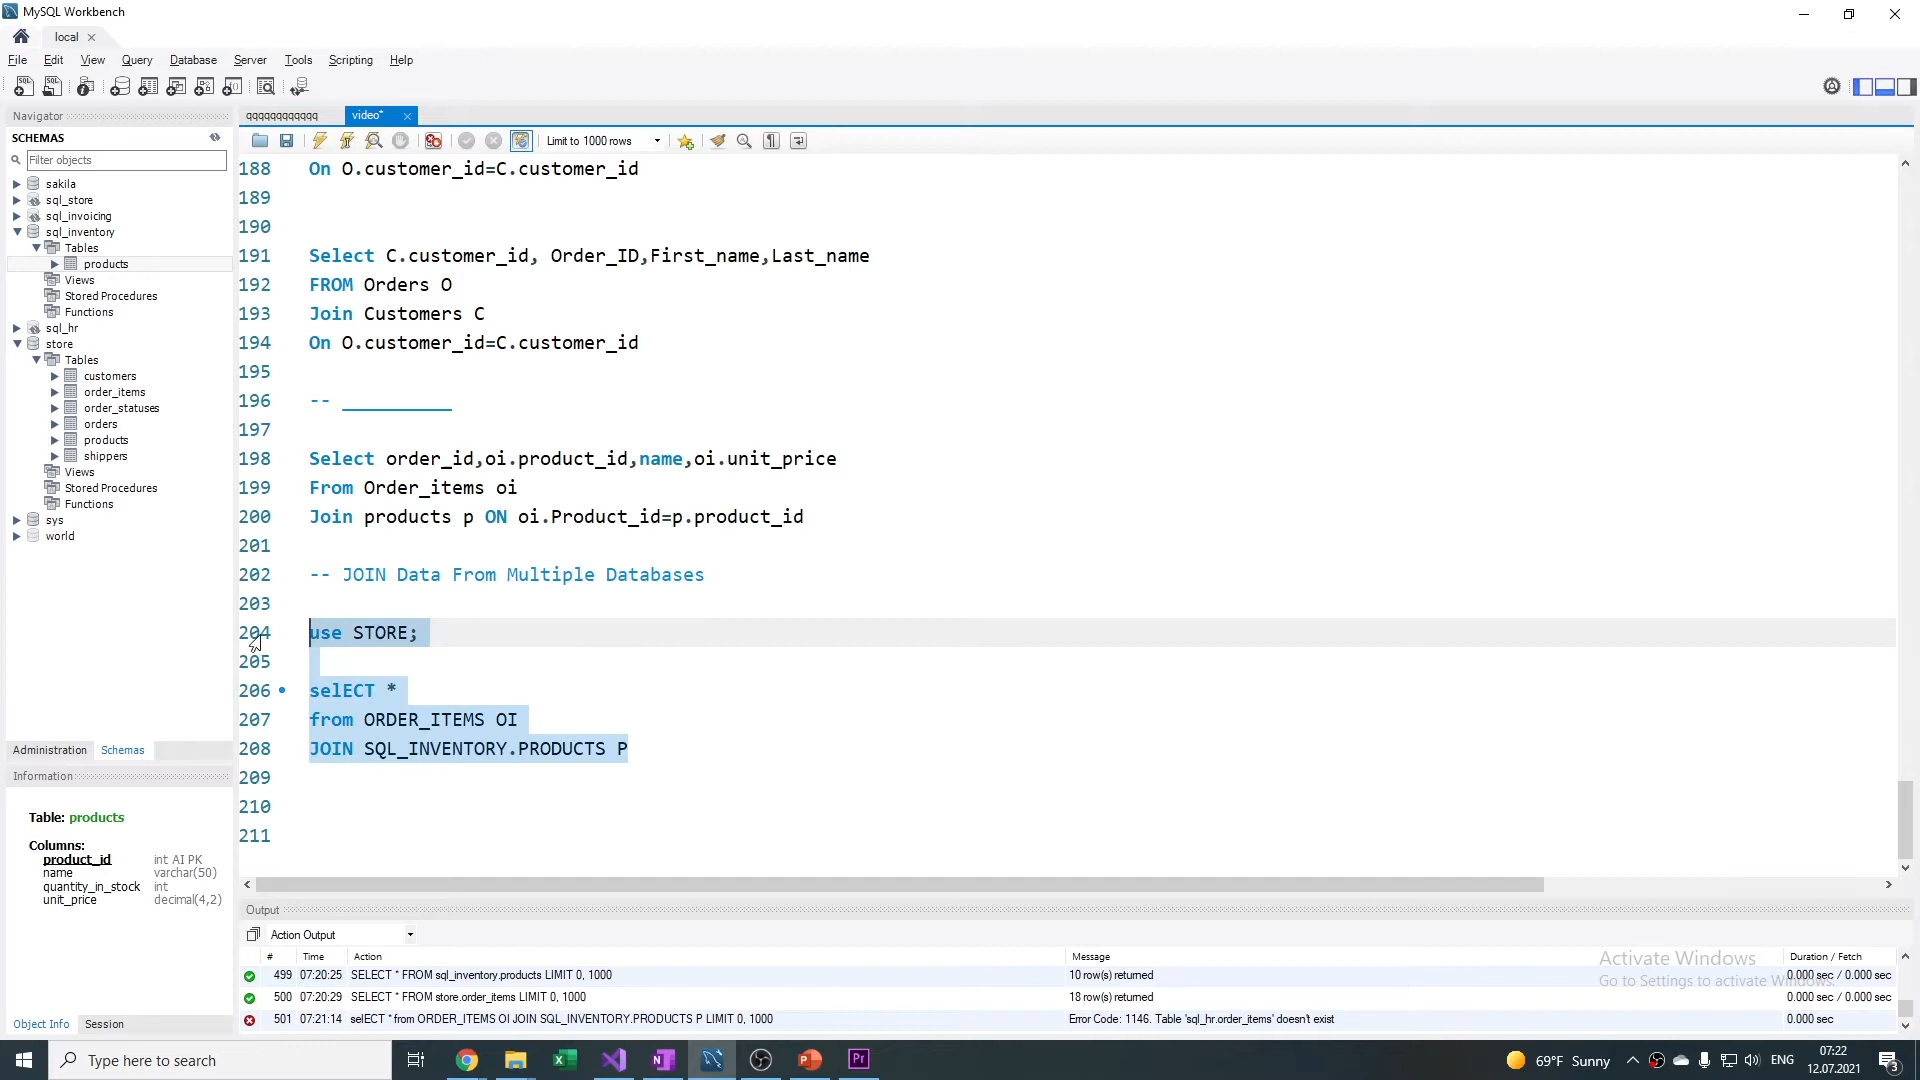 MySQL Workbench
local
File Edit View Query Database Server Tools Scripting Help
Navigator
SCHEMAS
Filter objects
sakila
sql_store
sql_invoicing
sql_inventory
Tables
products
Views
Stored Procedures
Functions
sql_hr
store
Tables
customers
order_items
order_statuses
orders
products
shippers
Views
Stored Procedures
Functions
sys
world
Administration Schemas
Information
Table: products
Columns:
product_id int AI PK
name varchar(50)
quantity_in_stock int
unit_price decimal(4,2)
Object Info Session
qqqqqqqqqqqq video*
Limit to 1000 rows
188 On O.customer_id=C.customer_id
189
190
191 Select C.customer_id, Order_ID,First_name,Last_name
192 FROM Orders O
193 Join Customers C
194 On O.customer_id=C.customer_id
195
196 -- __________
197
198 Select order_id,oi.product_id,name,oi.unit_price
199 From Order_items oi
200 Join products p ON oi.Product_id=p.product_id
201
202 -- JOIN Data From Multiple Databases
203
204 use STORE;
205
206 selECT *
207 from ORDER_ITEMS OI
208 JOIN SQL_INVENTORY.PRODUCTS P
209
210
211
Output
Action Output
# Time Action Message Duration / Fetch
499 07:20:25 SELECT * FROM sql_inventory.products LIMIT 0, 1000 10 row(s) returned 0.000 sec / 0.000 sec
500 07:20:29 SELECT * FROM store.order_items LIMIT 0, 1000 18 row(s) returned 0.000 sec / 0.000 sec
501 07:21:14 selECT * from ORDER_ITEMS OI JOIN SQL_INVENTORY.PRODUCTS P LIMIT 0, 1000 Error Code: 1146. Table 'sql_hr.order_items' doesn't exist 0.000 sec
Activate Windows
Go to Settings to activate Windows.
Type here to search
69°F Sunny
ENG
07:22
12.07.2021
3